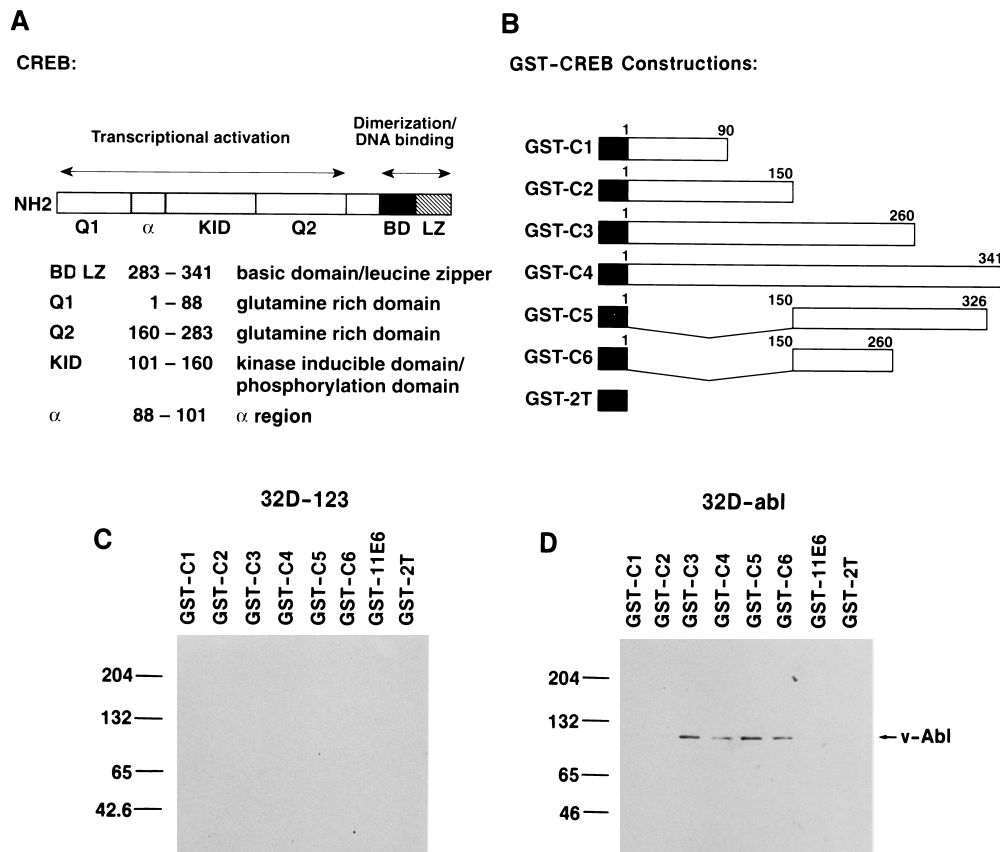 A
CREB:
Transcriptional activation
Dimerization/
DNA binding
NH2
Q1 α KID Q2 BD LZ
BD LZ 283 – 341 basic domain/leucine zipper
Q1 1 – 88 glutamine rich domain
Q2 160 – 283 glutamine rich domain
KID 101 – 160 kinase inducible domain/
phosphorylation domain
α 88 – 101 α region
B
GST-CREB Constructions:
GST-C1 1 90
GST-C2 1 150
GST-C3 1 260
GST-C4 1 341
GST-C5 1 150 326
GST-C6 1 150 260
GST-2T
32D-123
C
GST-C1
GST-C2
GST-C3
GST-C4
GST-C5
GST-C6
GST-11E6
GST-2T
204
132
65
42.6
32D-abl
D
GST-C1
GST-C2
GST-C3
GST-C4
GST-C5
GST-C6
GST-11E6
GST-2T
204
132
65
46
v-Abl